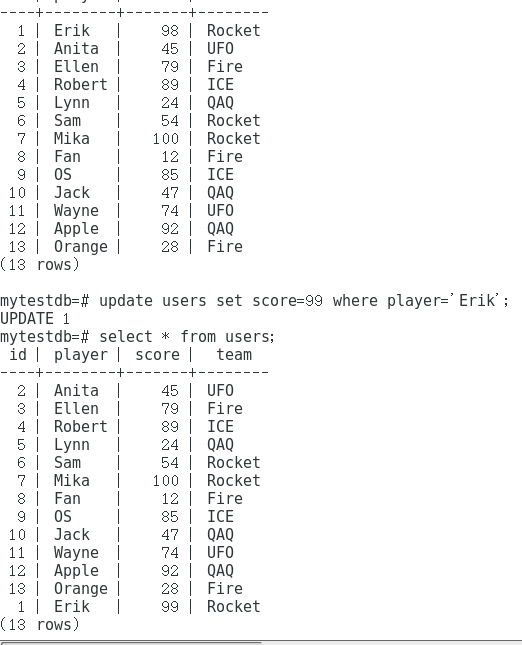 ----+--------+-------+--------
  1 | Erik   |    98 | Rocket
  2 | Anita  |    45 | UFO
  3 | Ellen  |    79 | Fire
  4 | Robert |    89 | ICE
  5 | Lynn   |    24 | QAQ
  6 | Sam    |    54 | Rocket
  7 | Mika   |   100 | Rocket
  8 | Fan    |    12 | Fire
  9 | OS     |    85 | ICE
 10 | Jack   |    47 | QAQ
 11 | Wayne  |    74 | UFO
 12 | Apple  |    92 | QAQ
 13 | Orange |    28 | Fire
(13 rows)

mytestdb=# update users set score=99 where player='Erik';
UPDATE 1
mytestdb=# select * from users;
 id | player | score |  team
----+--------+-------+--------
  2 | Anita  |    45 | UFO
  3 | Ellen  |    79 | Fire
  4 | Robert |    89 | ICE
  5 | Lynn   |    24 | QAQ
  6 | Sam    |    54 | Rocket
  7 | Mika   |   100 | Rocket
  8 | Fan    |    12 | Fire
  9 | OS     |    85 | ICE
 10 | Jack   |    47 | QAQ
 11 | Wayne  |    74 | UFO
 12 | Apple  |    92 | QAQ
 13 | Orange |    28 | Fire
  1 | Erik   |    99 | Rocket
(13 rows)